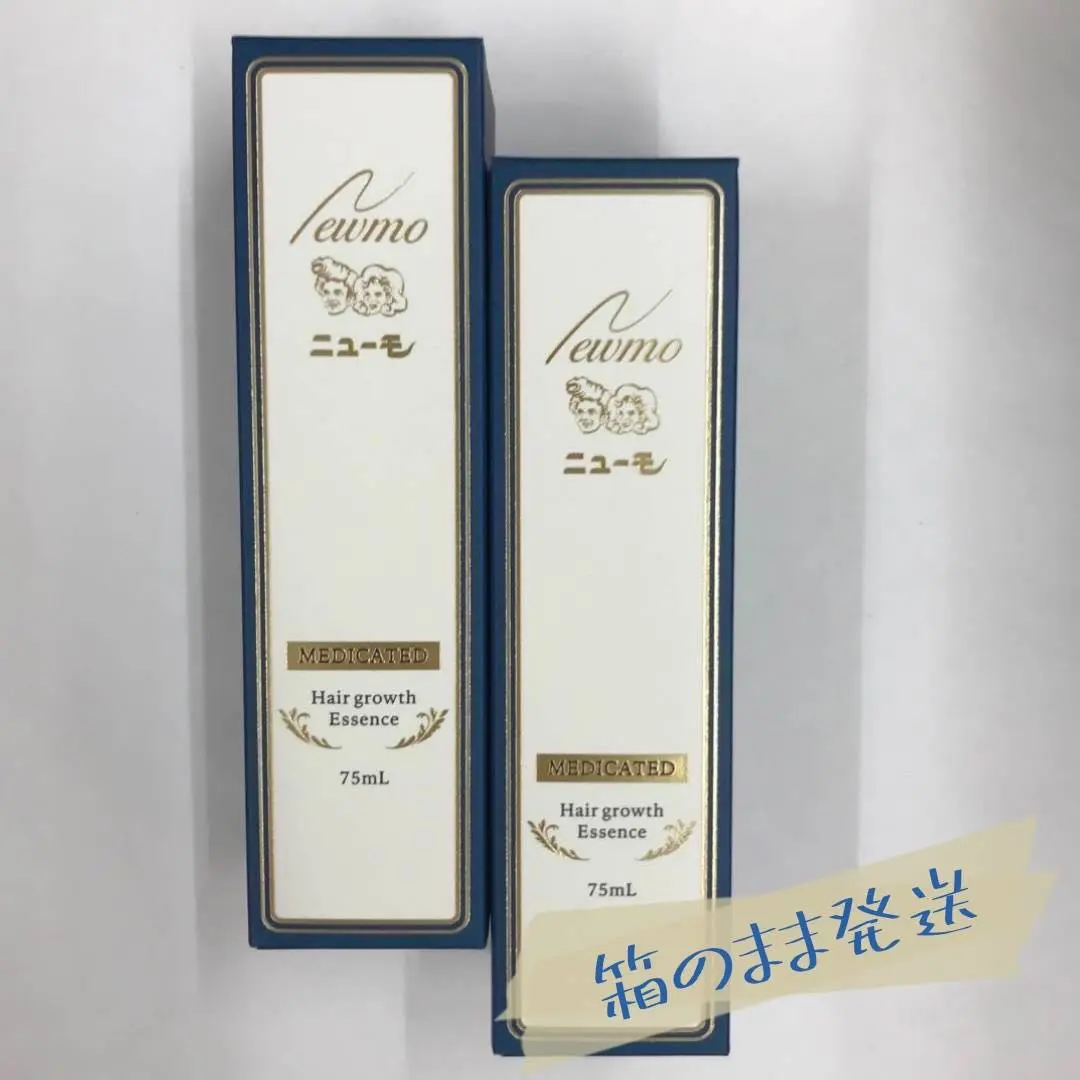 Newmo
ニューモ
MEDICATED
Hair growth
Essence
75mL
Newmo
ニューモ
MEDICATED
Hair growth
Essence
75mL
箱のまま発送